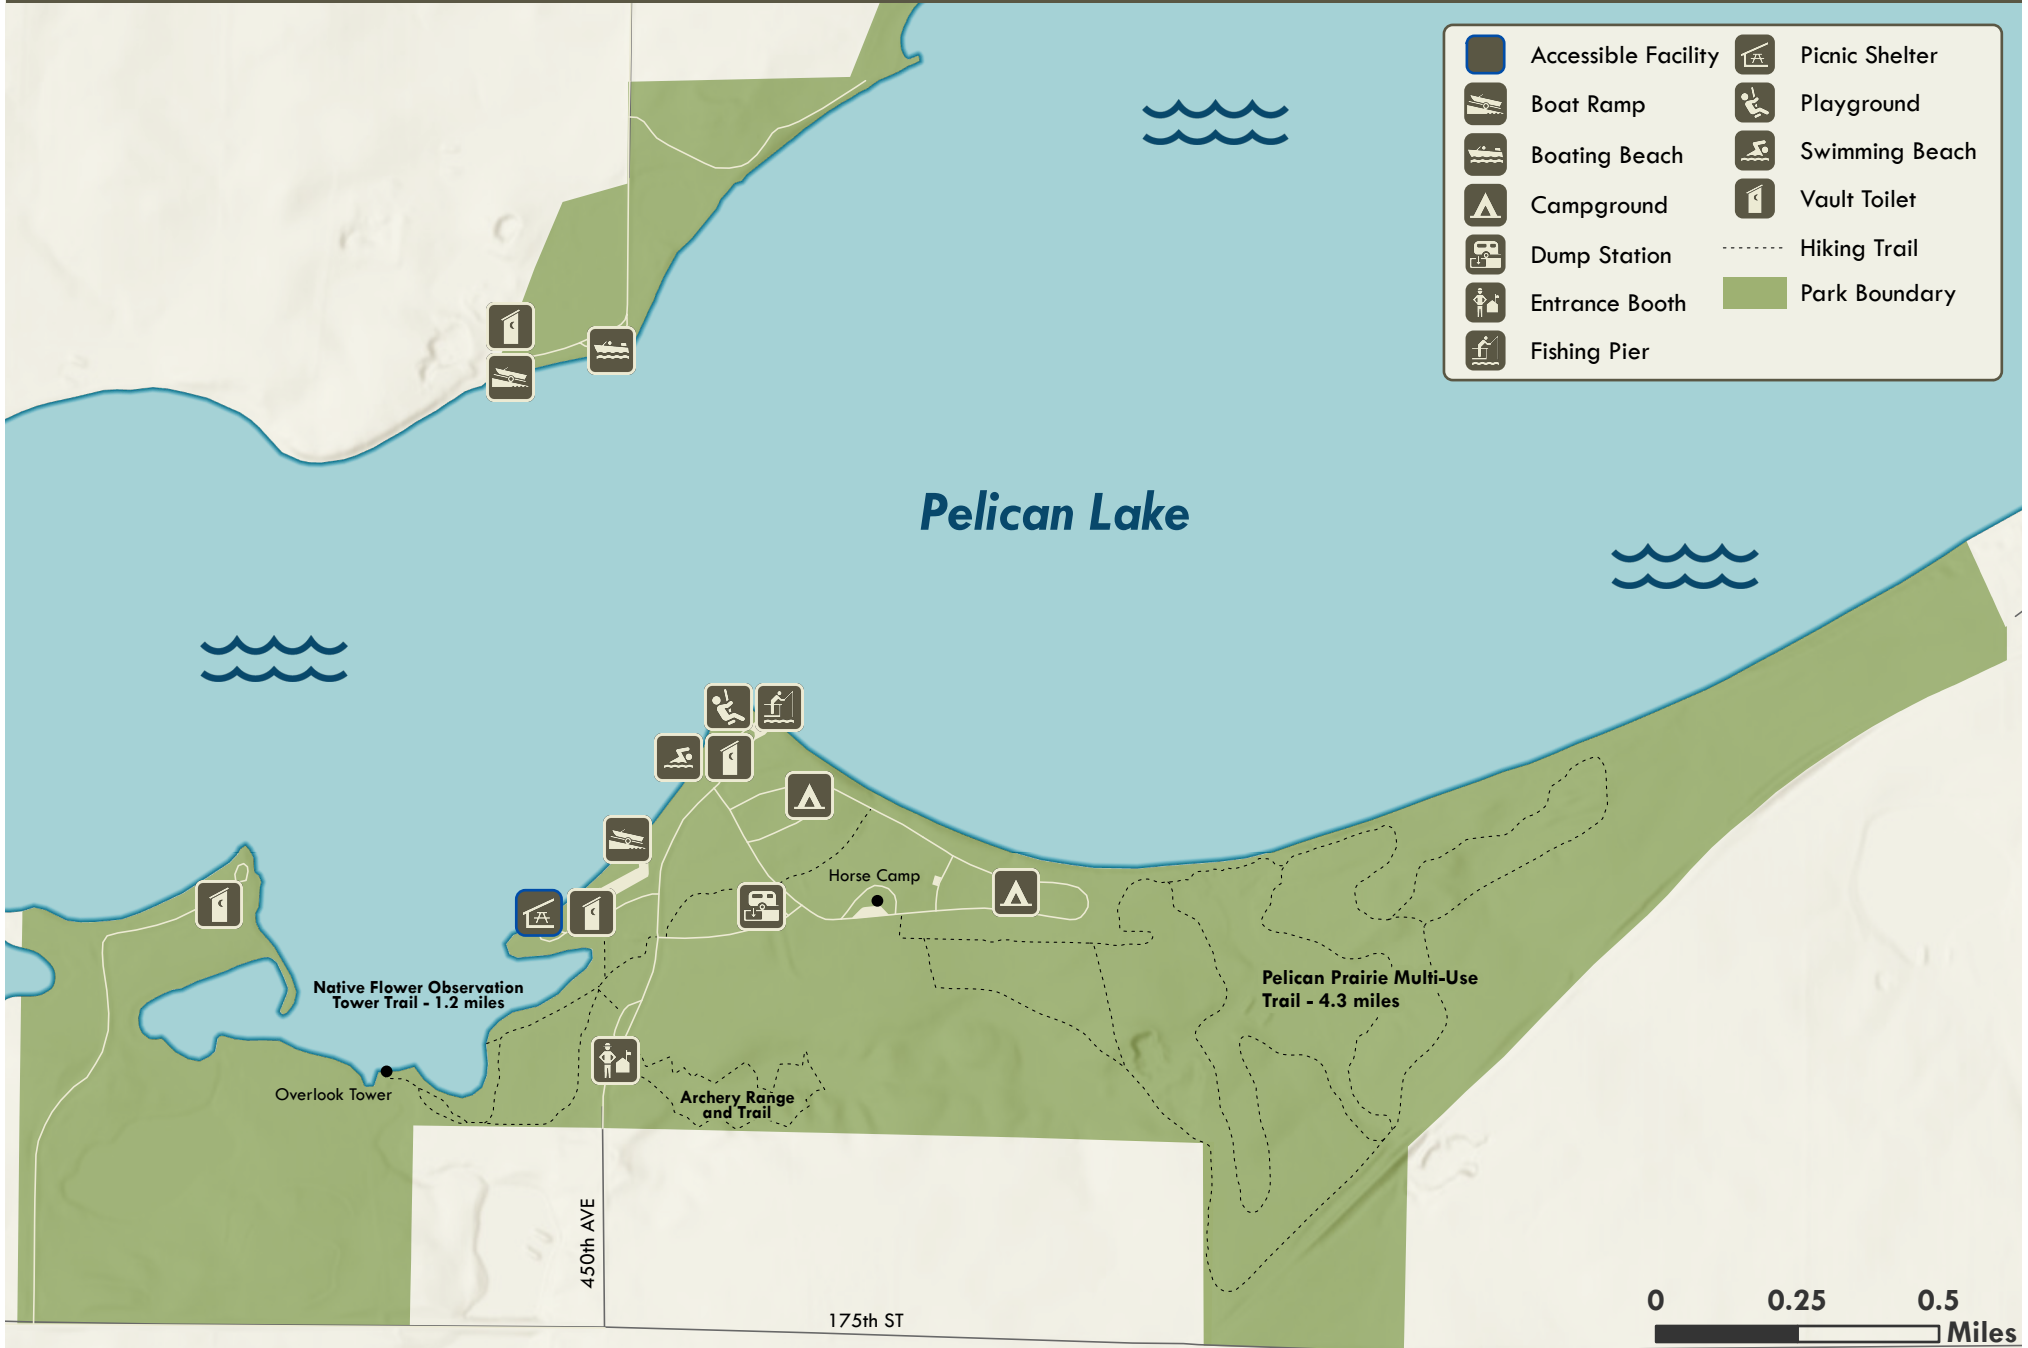 Accessible Facility
Boat Ramp
Boating Beach
Campground
Dump Station
Entrance Booth
Fishing Pier
Picnic Shelter
Playground
Swimming Beach
Vault Toilet
Hiking Trail
Park Boundary
Pelican Lake
Horse Camp
Native Flower Observation
Tower Trail - 1.2 miles
Pelican Prairie Multi-Use
Trail - 4.3 miles
Overlook Tower
Archery Range
and Trail
450th AVE
175th ST
0 0.25 0.5
Miles